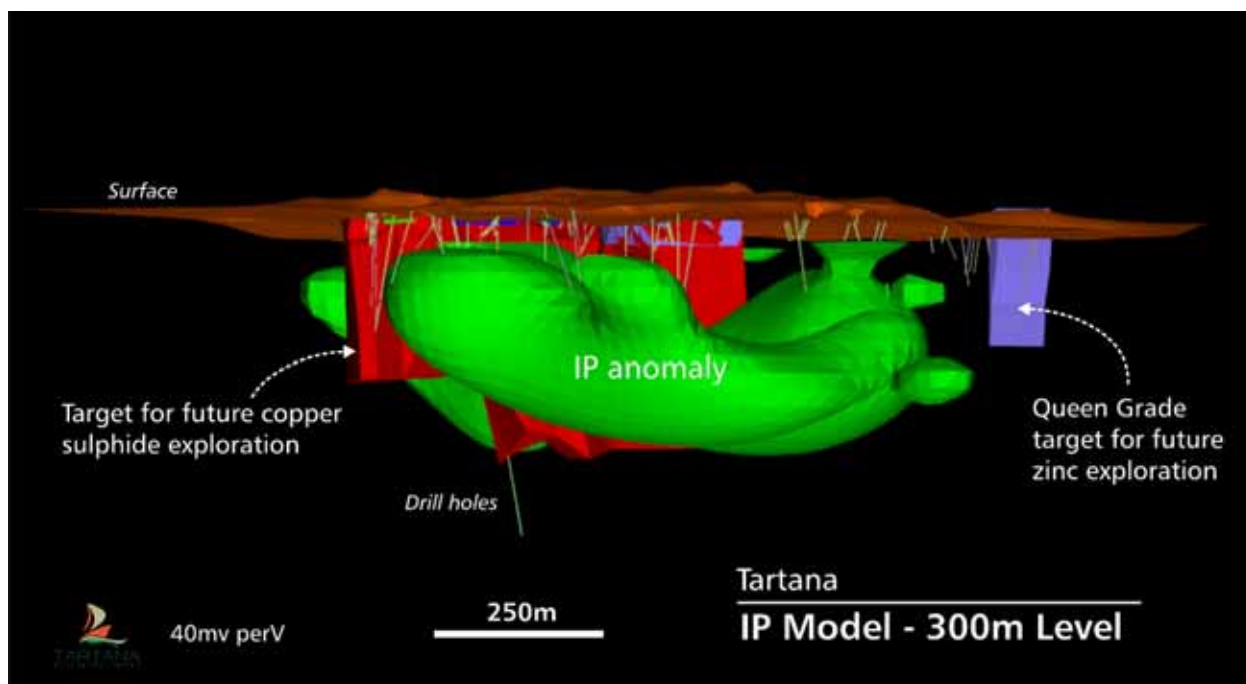 Surface
IP anomaly
Target for future copper
sulphide exploration
Queen Grade
target for future
zinc exploration
Drill holes
Tartana
IP Model - 300m Level
250m
40mv perV
TARTANA